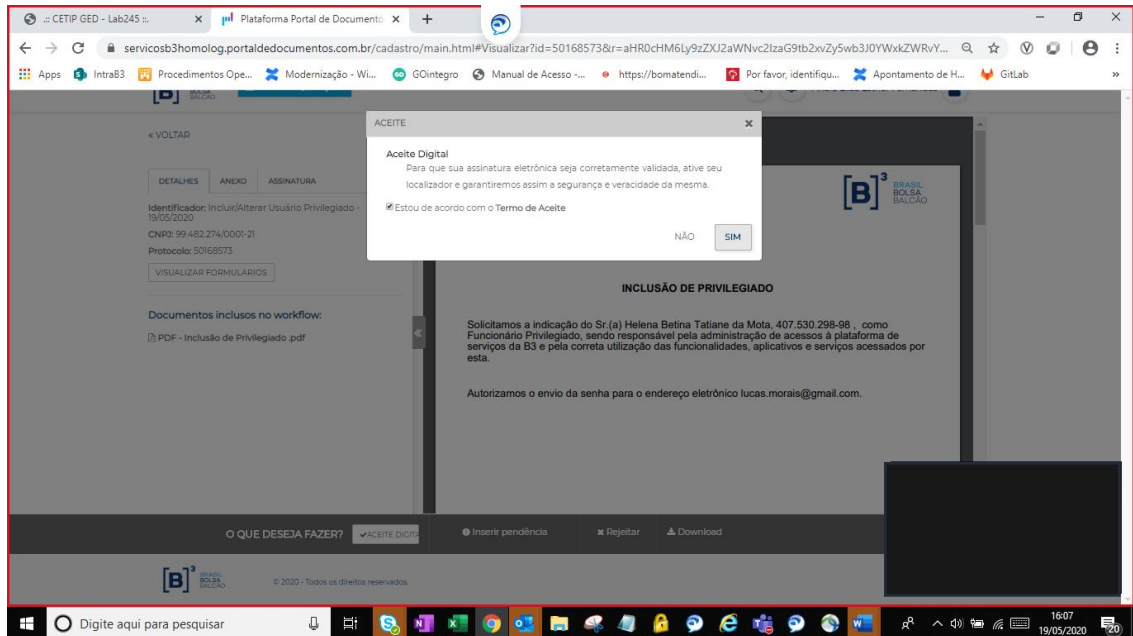 .:: CETIP GED - Lab245 ::.
Plataforma Portal de Documento
servicosb3homolog.portaldedocumentos.com.br/cadastro/main.html#Visualizar?id=50168573&r=aHR0cHM6Ly9zZXJ2aWNvc2IzaG9tb2xvZy5wb3J0YWxkZWRvY...
Apps IntraB3 Procedimentos Ope... Modernização - Wi... GOintegro Manual de Acesso -... https://bomatendi... Por favor, identifiqu... Apontamento de H... GitLab »
« VOLTAR
ACEITE
Aceite Digital
Para que sua assinatura eletrônica seja corretamente validada, ative seu
localizador e garantiremos assim a segurança e veracidade da mesma.
Estou de acordo com o Termo de Aceite
NÃO SIM
DETALHES ANEXO ASSINATURA
Identificador: Incluir/Alterar Usuário Privilegiado -
19/05/2020
CNPJ: 99.482.274/0001-21
Protocolo: 50168573
VISUALIZAR FORMULARIOS
Documentos inclusos no workflow:
PDF - Inclusão de Privilegiado .pdf
[B]³ BRASIL
BOLSA
BALCÃO
INCLUSÃO DE PRIVILEGIADO
Solicitamos a indicação do Sr.(a) Helena Betina Tatiane da Mota, 407.530.298-98 , como
Funcionário Privilegiado, sendo responsável pela administração de acessos à plataforma de
serviços da B3 e pela correta utilização das funcionalidades, aplicativos e serviços acessados por
esta.
Autorizamos o envio da senha para o endereço eletrônico lucas.morais@gmail.com.
O QUE DESEJA FAZER? ACEITE DIGITA Inserir pendência Rejeitar Download
[B]³ BRASIL
BOLSA
BALCÃO
© 2020 - Todos os direitos reservados.
Digite aqui para pesquisar
16:07
19/05/2020
20